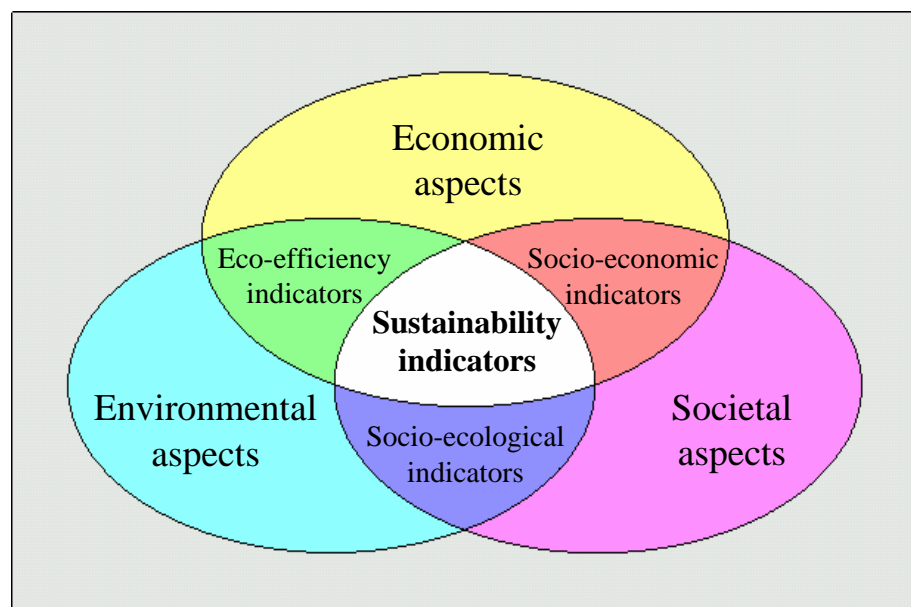 Economic
aspects
Eco-efficiency
indicators
Socio-economic
indicators
Sustainability
indicators
Environmental
aspects
Societal
aspects
Socio-ecological
indicators